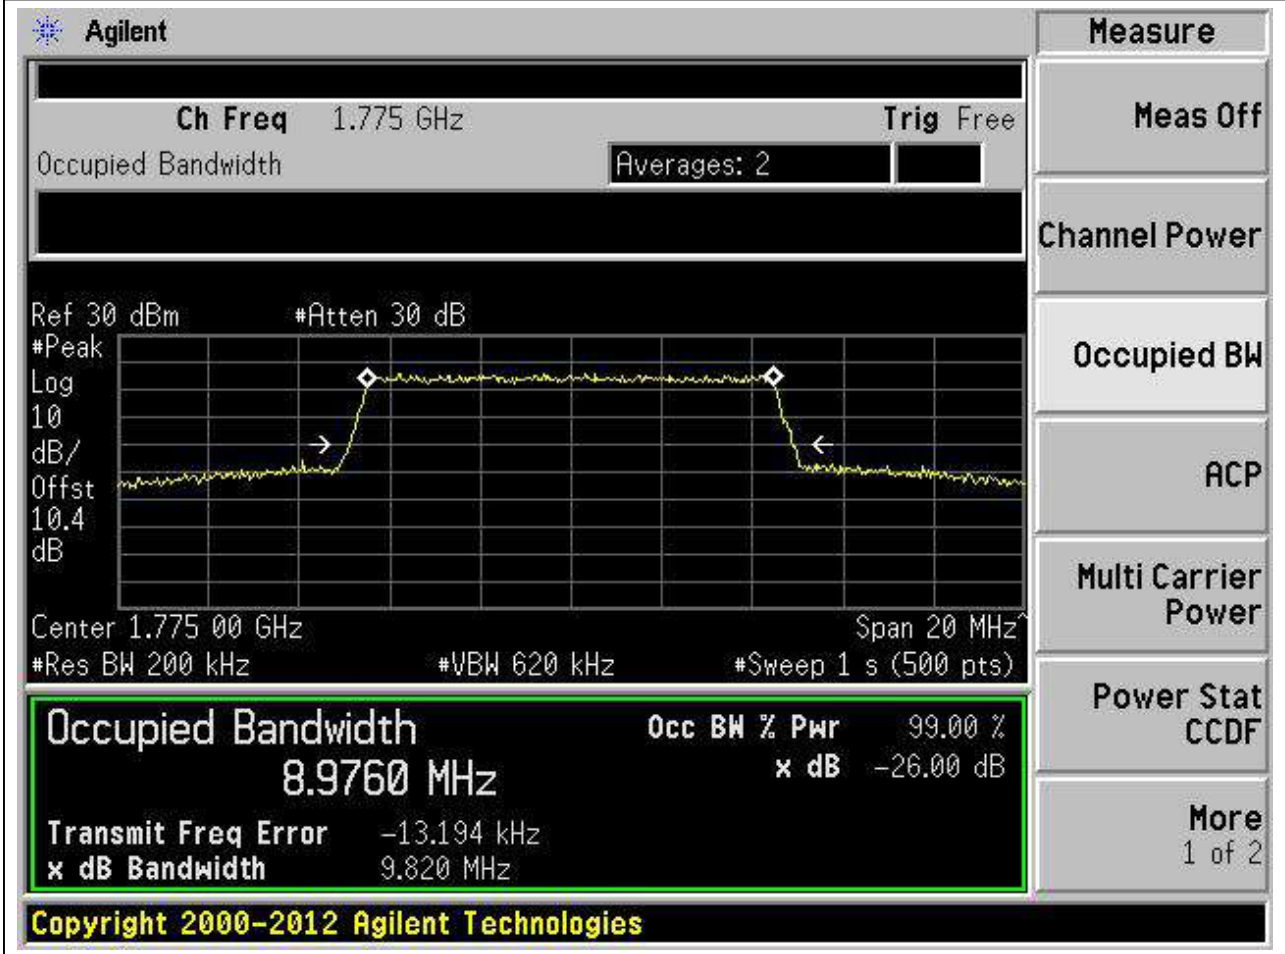 Agilent
Measure
Ch Freq 1.775 GHz Trig Free
Occupied Bandwidth Averages: 2
Ref 30 dBm #Atten 30 dB
#Peak
Log
10
dB/
Offst
10.4
dB
Center 1.775 00 GHz Span 20 MHz^
#Res BW 200 kHz #VBW 620 kHz #Sweep 1 s (500 pts)
Occupied Bandwidth Occ BW % Pwr 99.00 %
8.9760 MHz x dB -26.00 dB
Transmit Freq Error -13.194 kHz
x dB Bandwidth 9.820 MHz
Copyright 2000-2012 Agilent Technologies
Meas Off
Channel Power
Occupied BW
ACP
Multi Carrier
Power
Power Stat
CCDF
More
1 of 2